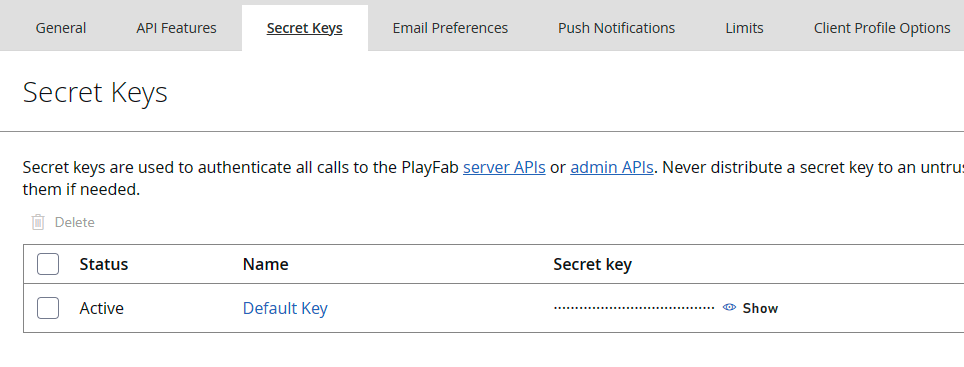 General API Features Secret Keys Email Preferences Push Notifications Limits Client Profile Options
Secret Keys
Secret keys are used to authenticate all calls to the PlayFab server APIs or admin APIs. Never distribute a secret key to an untrus
them if needed.
Delete
Status Name Secret key
Active Default Key ...................................... Show